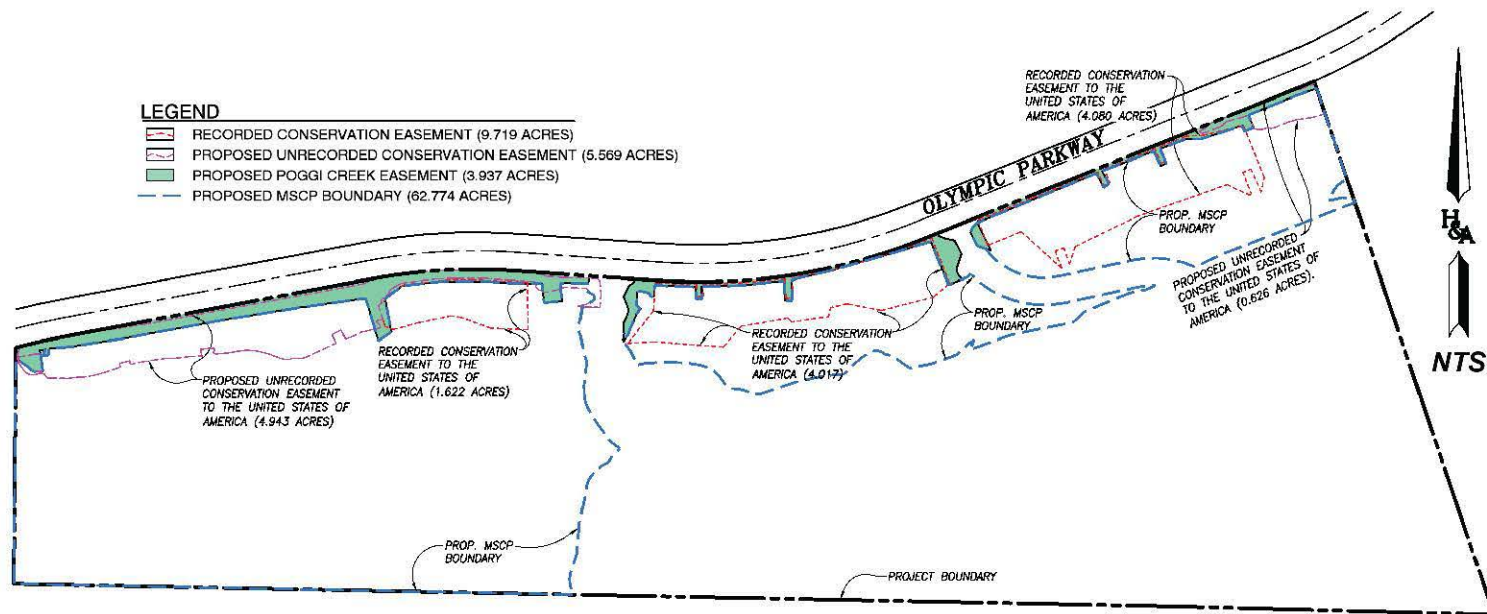 LEGEND
RECORDED CONSERVATION EASEMENT (9.719 ACRES)
PROPOSED UNRECORDED CONSERVATION EASEMENT (5.569 ACRES)
PROPOSED POGGI CREEK EASEMENT (3.937 ACRES)
PROPOSED MSCP BOUNDARY (62.774 ACRES)
RECORDED CONSERVATION
EASEMENT TO THE
UNITED STATES OF
AMERICA (4.080 ACRES)
OLYMPIC PARKWAY
PROP. MSCP
BOUNDARY
H&A
NTS
PROPOSED UNRECORDED
CONSERVATION EASEMENT
TO THE UNITED STATES OF
AMERICA (0.626 ACRES).
PROP. MSCP
BOUNDARY
RECORDED CONSERVATION
EASEMENT TO THE
UNITED STATES OF
AMERICA (4.017)
RECORDED CONSERVATION
EASEMENT TO THE
UNITED STATES OF
AMERICA (1.622 ACRES)
PROPOSED UNRECORDED
CONSERVATION EASEMENT
TO THE UNITED STATES OF
AMERICA (4.943 ACRES)
PROP. MSCP
BOUNDARY
PROJECT BOUNDARY